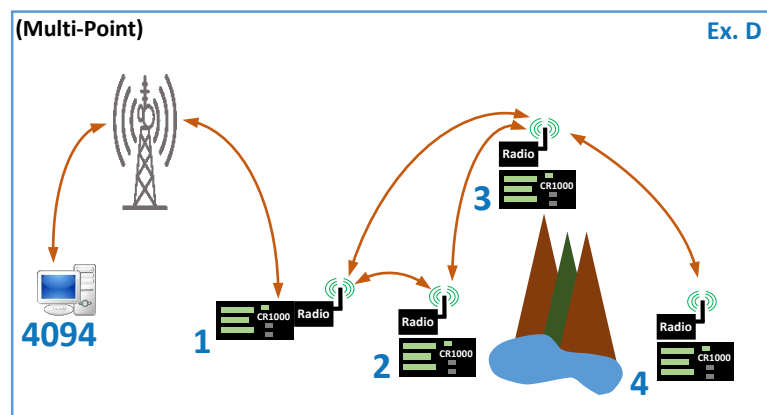 (Multi-Point)
Ex. D
Radio
CR1000
3
4094
1
CR1000
Radio
Radio
2
CR1000
Radio
4
CR1000